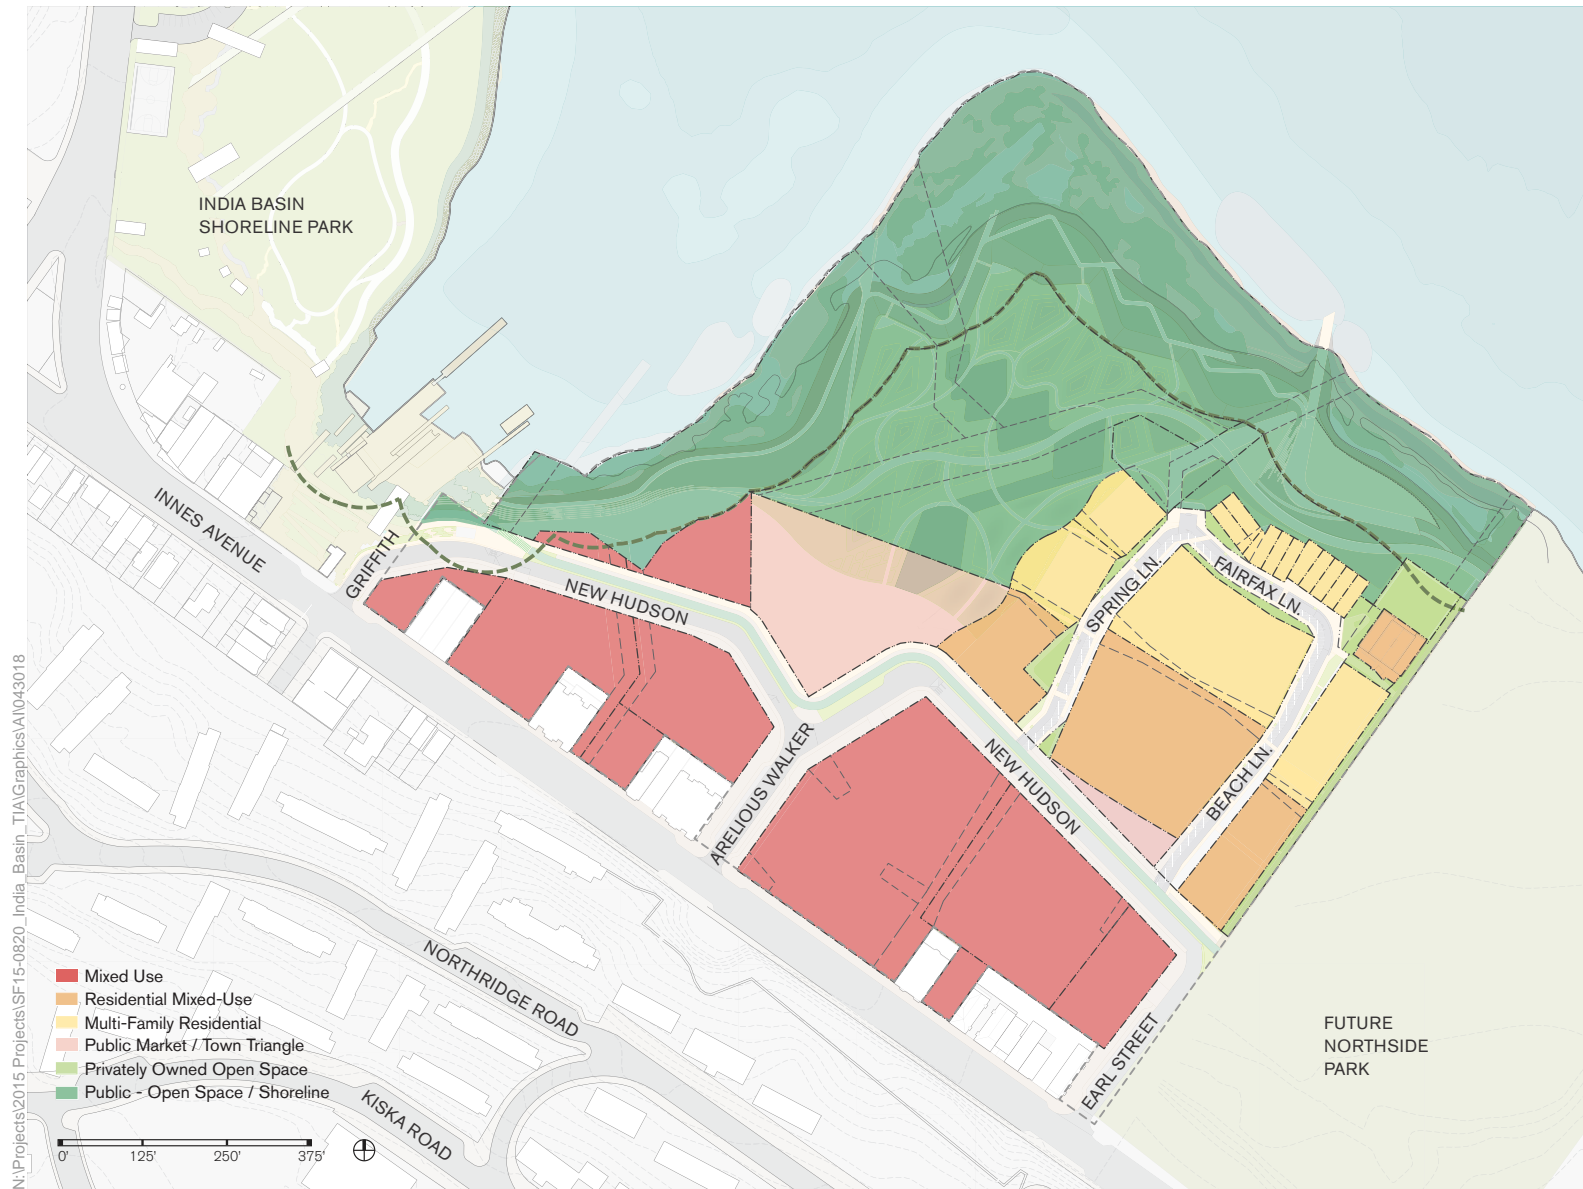 INDIA BASIN
SHORELINE PARK
INNES AVENUE
GRIFFITH
NEW HUDSON
SPRING LN.
FAIRFAX LN.
ARELIOUS WALKER
NEW HUDSON
BEACH LN.
NORTHRIDGE ROAD
KISKA ROAD
EARL STREET
FUTURE
NORTHSIDE
PARK
Mixed Use
Residential Mixed-Use
Multi-Family Residential
Public Market / Town Triangle
Privately Owned Open Space
Public - Open Space / Shoreline
0' 125' 250' 375'
N:\Projects\2015 Projects\SF15-0820_India_Basin_TIA\Graphics\AI\043018